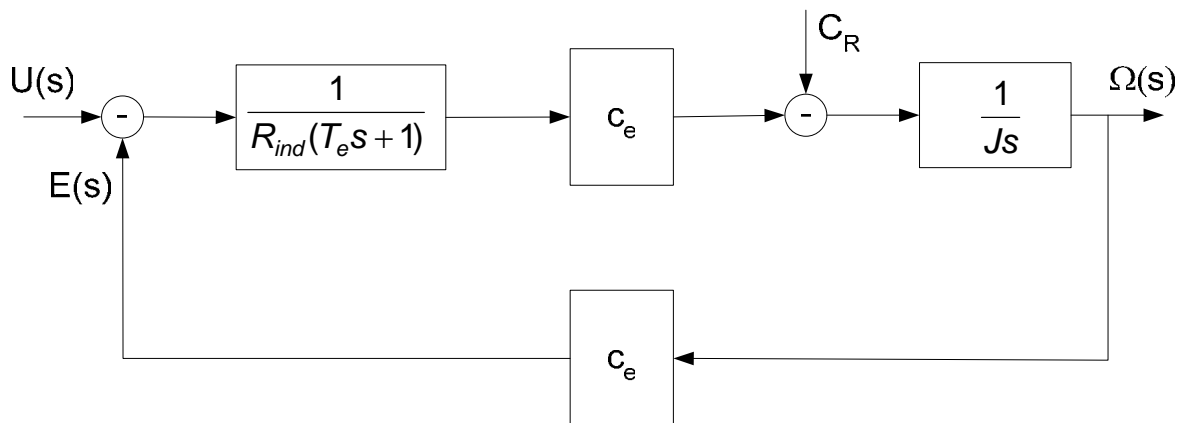 U(s)
-
1
R_ind(T_e s + 1)
c_e
C_R
-
1
Js
Ω(s)
E(s)
c_e